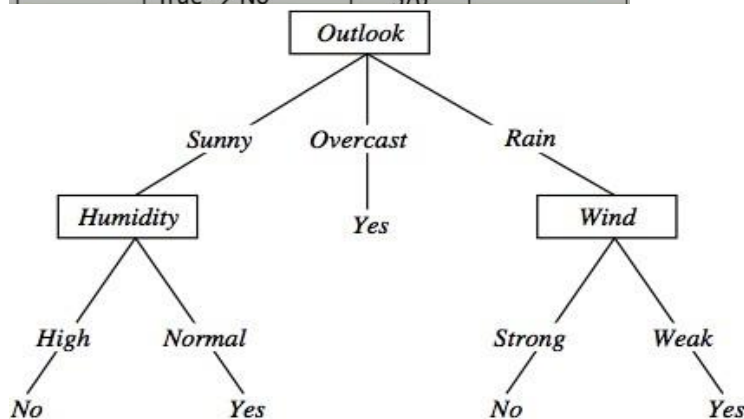 Outlook
Sunny Overcast Rain
Humidity Yes Wind
High Normal Strong Weak
No Yes No Yes